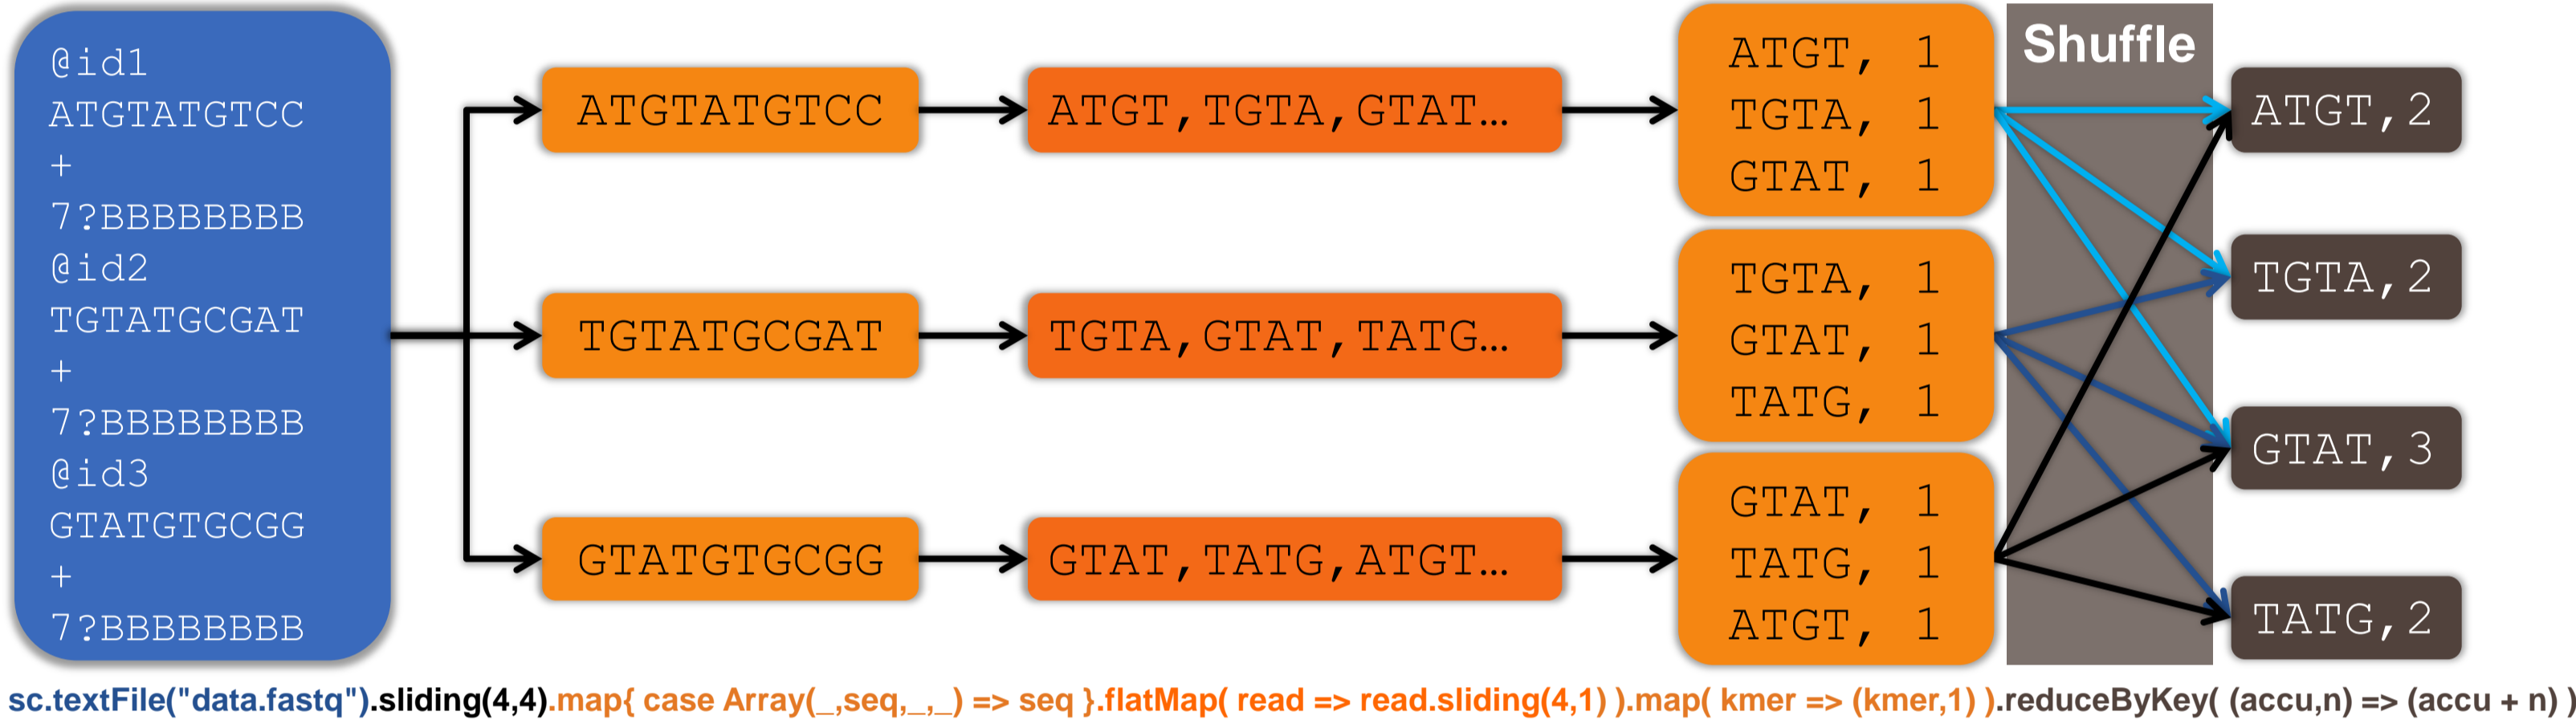 @id1
ATGTATGTCC
+
7?BBBBBBBB
@id2
TGTATGCGAT
+
7?BBBBBBBB
@id3
GTATGTGCGG
+
7?BBBBBBBB
ATGTATGTCC
TGTATGCGAT
GTATGTGCGG
ATGT,TGTA,GTAT…
TGTA,GTAT,TATG…
GTAT,TATG,ATGT…
ATGT, 1
TGTA, 1
GTAT, 1
TGTA, 1
GTAT, 1
TATG, 1
GTAT, 1
TATG, 1
ATGT, 1
Shuffle
ATGT,2
TGTA,2
GTAT,3
TATG,2
sc.textFile("data.fastq").sliding(4,4).map{ case Array(_,seq,_,_) => seq }.flatMap( read => read.sliding(4,1) ).map( kmer => (kmer,1) ).reduceByKey( (accu,n) => (accu + n) )